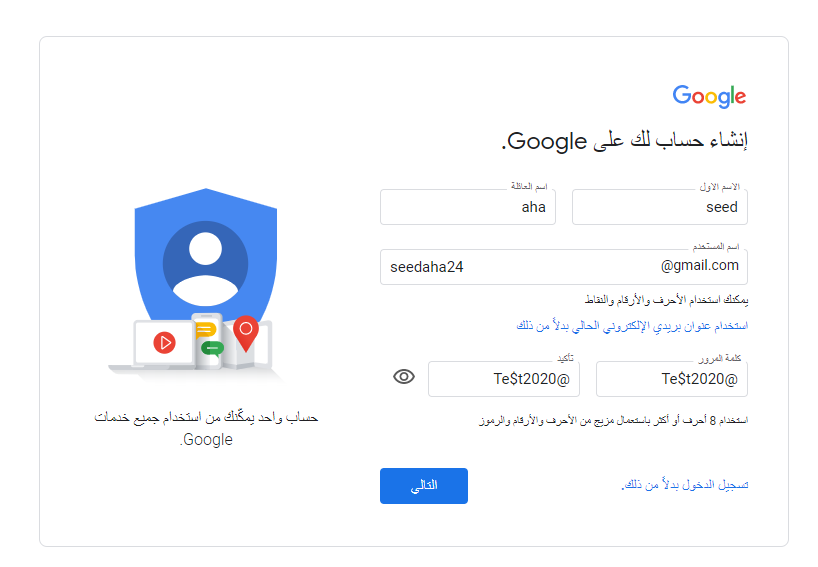 Google
إنشاء حساب لك على Google.
الاسم الأول
اسم العائلة
seed
aha
اسم المستخدم
seedaha24
@gmail.com
يمكنك استخدام الأحرف والأرقام والنقاط
استخدام عنوان بريدي الإلكتروني الحالي بدلاً من ذلك
كلمة المرور
تأكيد
Te$t2020@
Te$t2020@
استخدام 8 أحرف أو أكثر باستعمال مزيج من الأحرف والأرقام والرموز
تسجيل الدخول بدلاً من ذلك.
التالي
حساب واحد يمكّنك من استخدام جميع خدمات
Google.